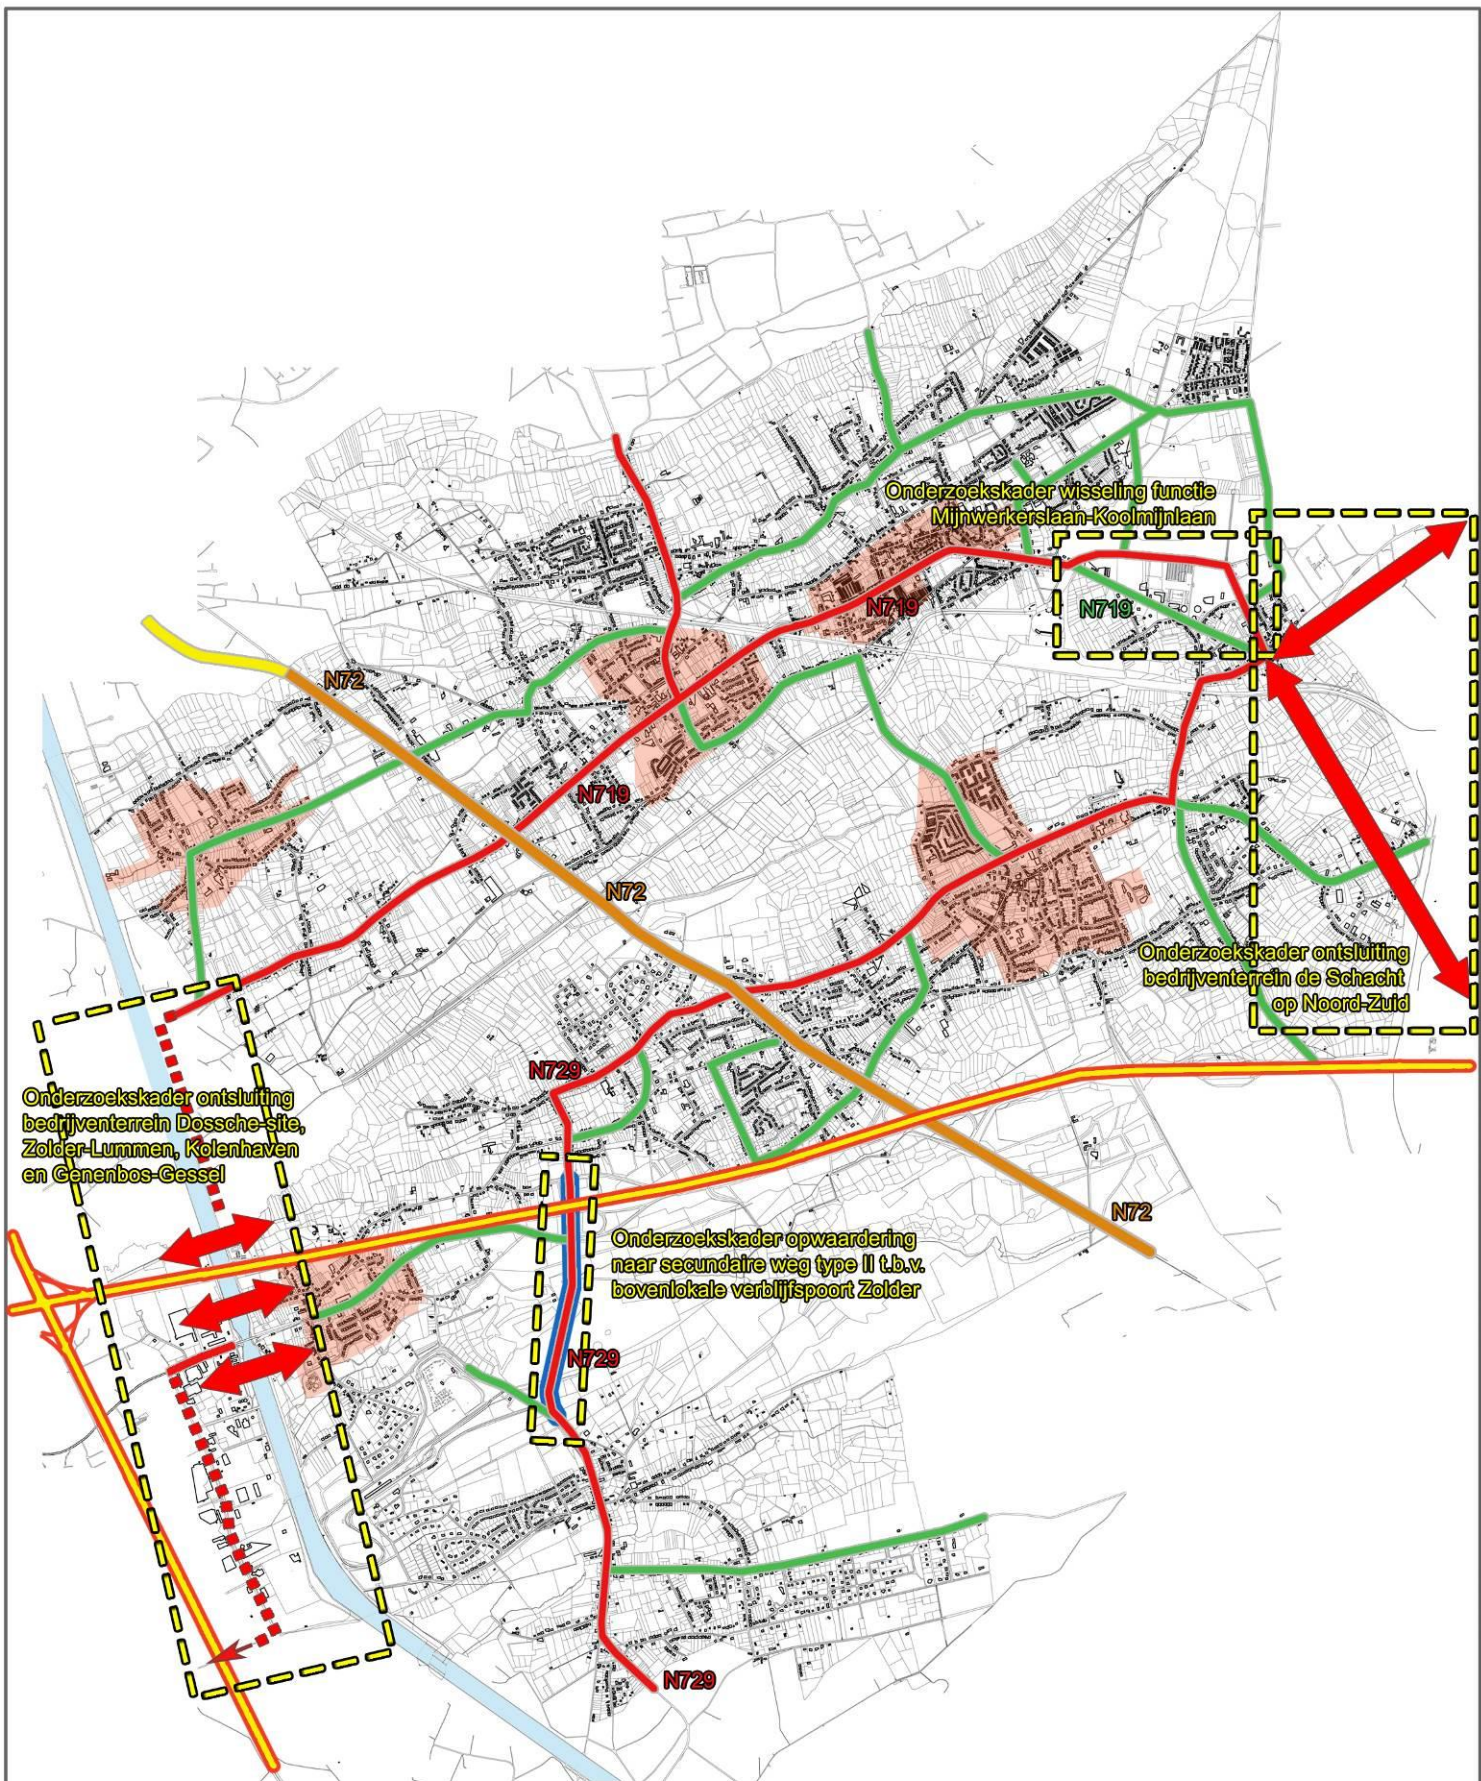 Onderzoekskader wisseling functie
Mijnwerkerslaan-Koolmijnlaan
N719
N719
N72
N719
N72
Onderzoekskader ontsluiting
bedrijventerrein de Schacht
op Noord-Zuid
N729
Onderzoekskader ontsluiting
bedrijventerrein Dossche-site,
Zolder-Lummen, Kolenhaven
en Genenbos-Gessel
N72
Onderzoekskader opwaardering
naar secundaire weg type II t.b.v.
bovenlokale verblijfspoort Zolder
N729
N729